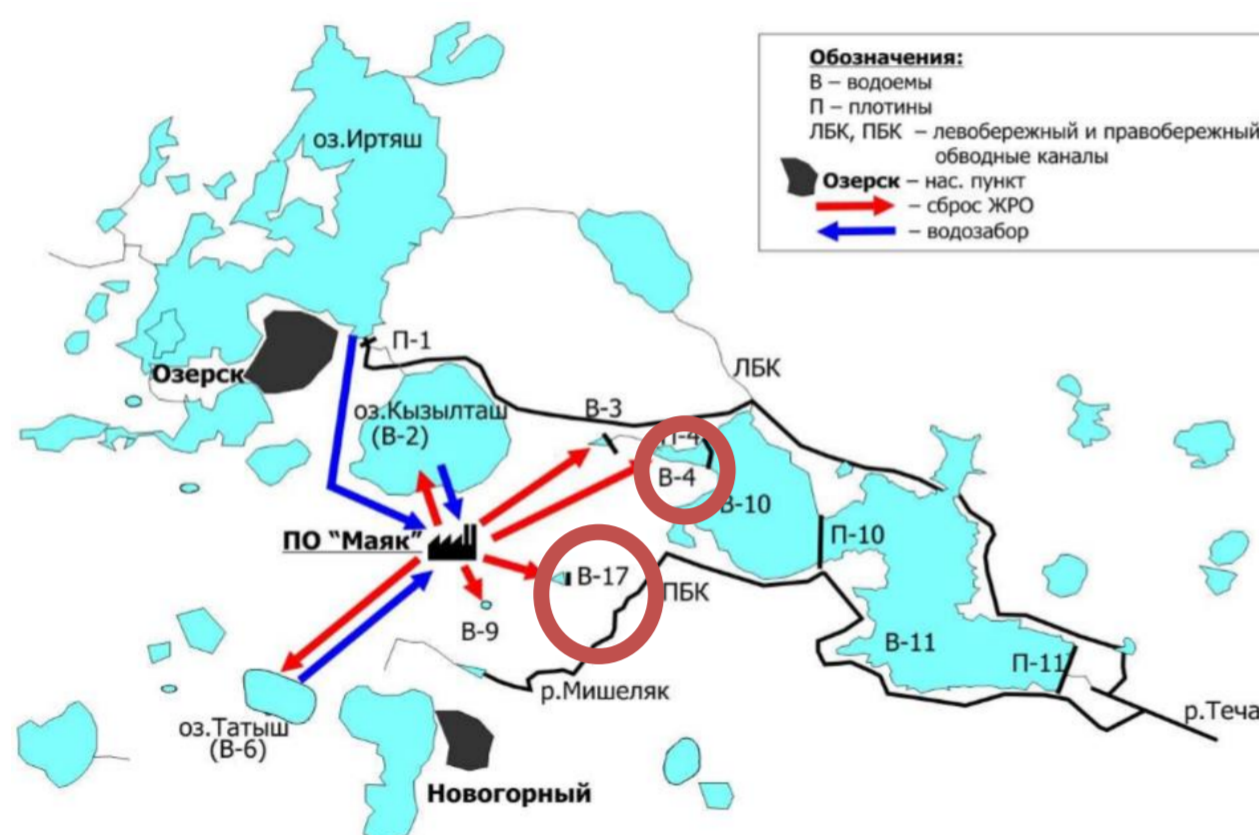 Обозначения:
В – водоемы
П – плотины
ЛБК, ПБК – левобережный и правобережный
обводные каналы
Озерск – нас. пункт
– сброс ЖРО
– водозабор
оз.Иртяш
П-1
Озерск
ЛБК
оз.Кызылташ
(В-2)
В-3
П-4
В-4
В-10
ПО "Маяк"
П-10
В-17
ПБК
В-9
В-11
П-11
р.Мишеляк
р.Теча
оз.Татыш
(В-6)
Новогорный